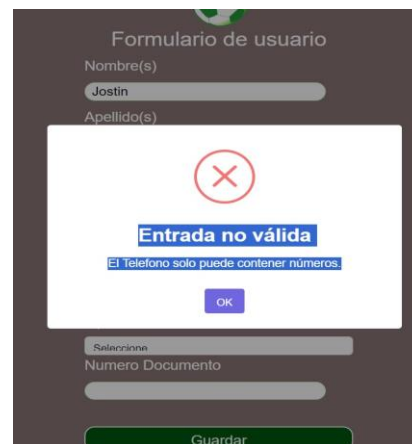 Formulario de usuario
Nombre(s)
Jostin
Apellido(s)
Entrada no válida
El Telefono solo puede contener números.
OK
Seleccione
Numero Documento
Guardar